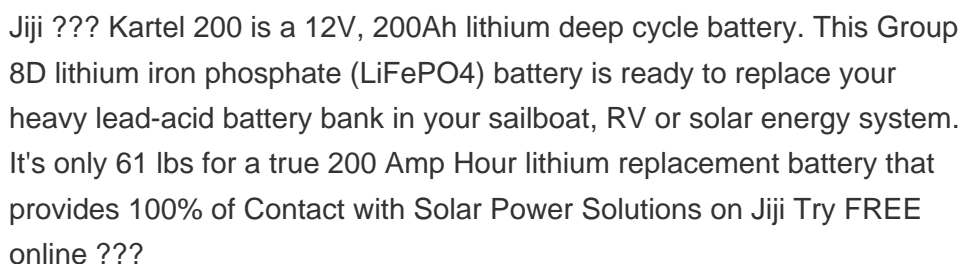 Jiji ??? Kartel 200 is a 12V, 200Ah lithium deep cycle battery. This Group
8D lithium iron phosphate (LiFePO4) battery is ready to replace your
heavy lead-acid battery bank in your sailboat, RV or solar energy system.
It's only 61 lbs for a true 200 Amp Hour lithium replacement battery that
provides 100% of Contact with Solar Power Solutions on Jiji Try FREE
online ???